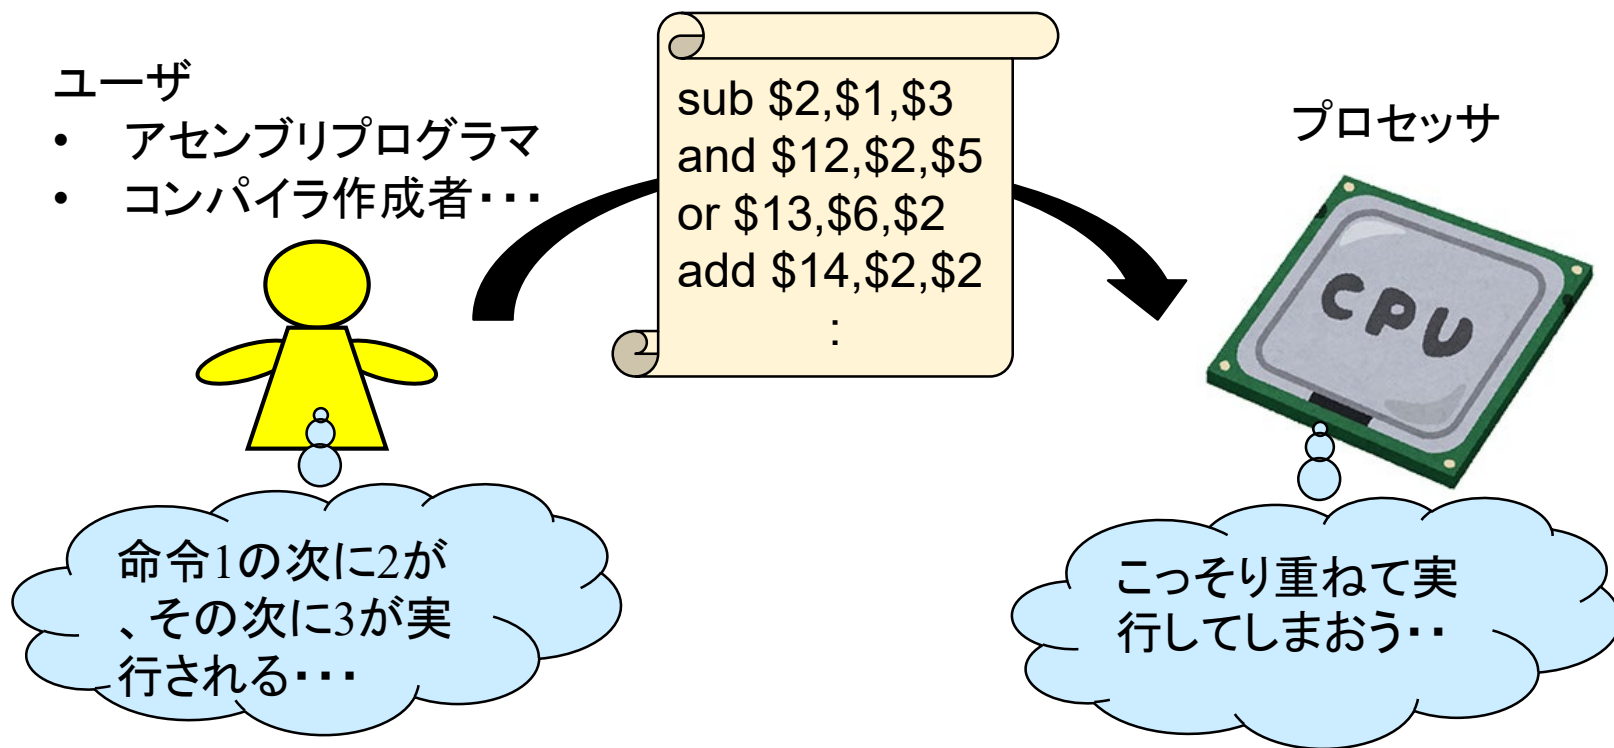 ユーザ
• アセンブリプログラマ
• コンパイラ作成者・・・
sub $2,$1,$3
and $12,$2,$5
or $13,$6,$2
add $14,$2,$2
:
プロセッサ
CPU
命令1の次に2が
、その次に3が実
行される・・・
こっそり重ねて実
行してしまおう・・